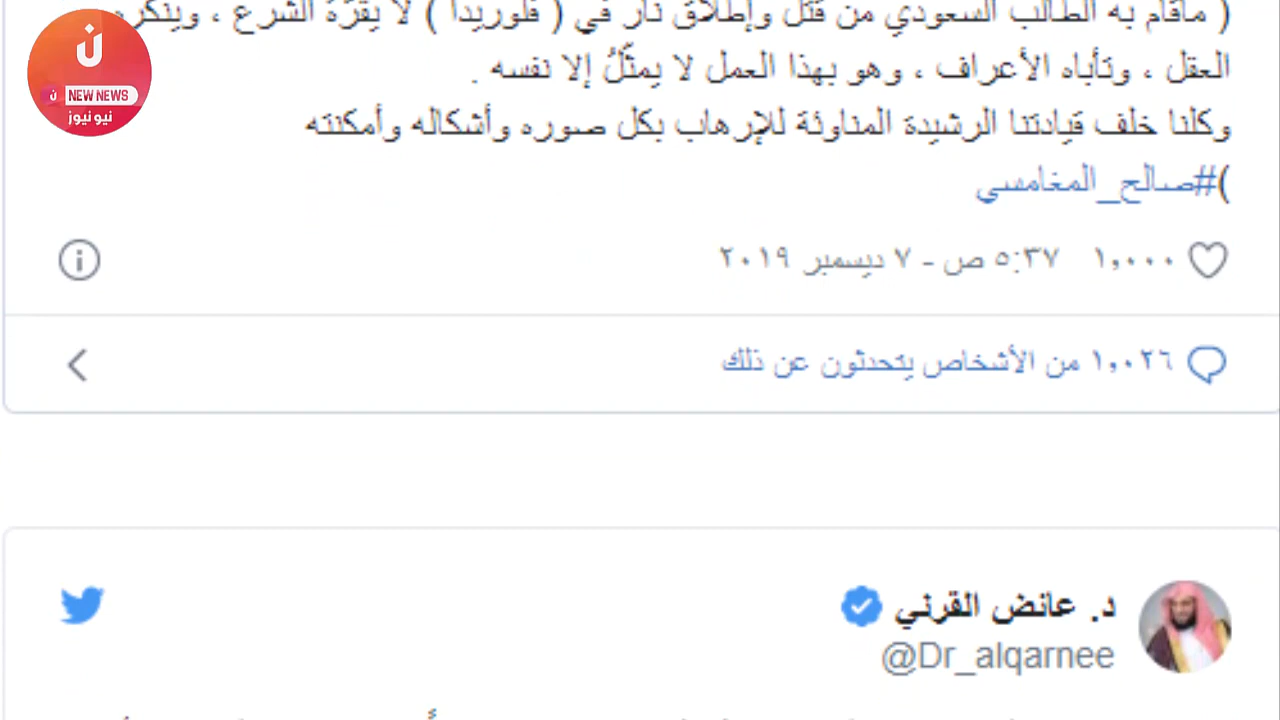 ( ماقام به الطالب السعودي من قتل وإطلاق نار في ( فلوريدا ) لا يقرّه الشرع ، وينكره
العقل ، وتأباه الأعراف ، وهو بهذا العمل لا يمثّلُ إلا نفسه .
وكلنا خلف قيادتنا الرشيدة المناوئة للإرهاب بكل صوره وأشكاله وأمكنته
)#صالح_المغامسي
١,٠٠٠ ٥:٣٧ ص - ٧ ديسمبر ٢٠١٩
١,٠٢٦ من الأشخاص يتحدثون عن ذلك
د. عائض القرني
@Dr_alqarnee
ن
ن NEW NEWS
نيو نيوز